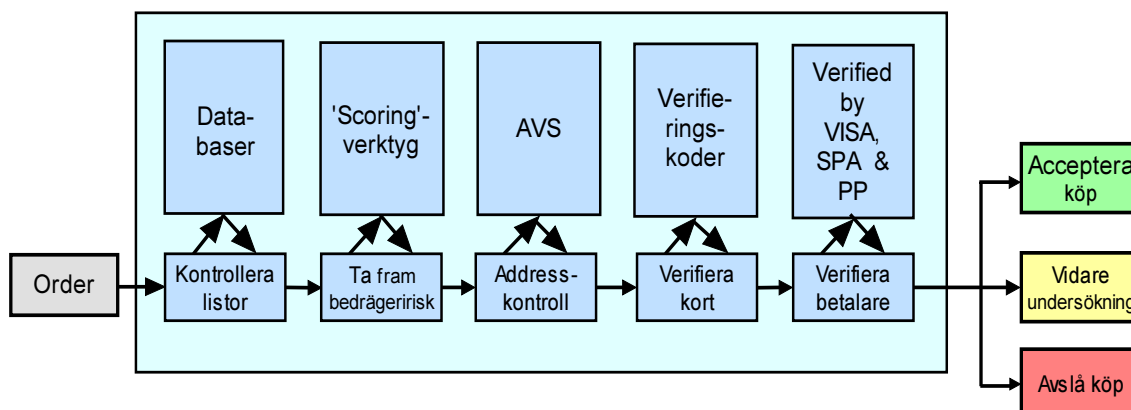 Data-
baser
'Scoring'-
verktyg
AVS
Verifie-
rings-
koder
Verified
by
VISA,
SPA & 
PP
Order
Kontrollera
listor
Ta fram
bedrägeririsk
Address-
kontroll
Verifiera
kort
Verifiera
betalare
Acceptera
köp
Vidare
undersökning
Avslå köp